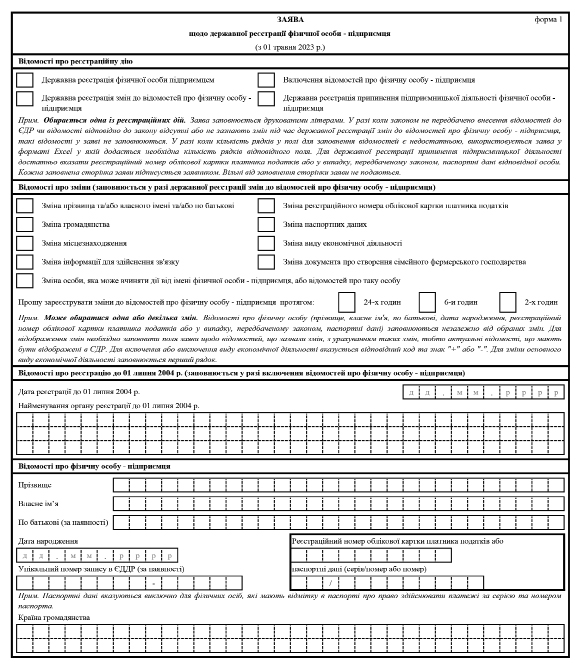 ЗАЯВА
форма 1
щодо державної реєстрації фізичної особи - підприємця
(з 01 травня 2023 р.)
Відомості про реєстраційну дію
Державна реєстрація фізичної особи підприємцем
Включення відомостей про фізичну особу - підприємця
Державна реєстрація змін до відомостей про фізичну особу - підприємця
Державна реєстрація припинення підприємницької діяльності фізичної особи - підприємця
Прим. Обирається одна із реєстраційних дій. Заява заповнюється друкованими літерами. У разі коли законом не передбачено внесення відомостей до
ЄДР чи відомості відповідно до закону відсутні або не зазнають змін під час державної реєстрації змін до відомостей про фізичну особу - підприємця,
такі відомості у заяві не заповнюються. У разі коли кількість рядків у полі для заповнення відомостей є недостатньою, використовується заява у
форматі Excel у якій додається необхідна кількість рядків відповідного поля. Для державної реєстрації припинення підприємницької діяльності
достатньо вказати реєстраційний номер облікової картки платника податків або у випадку, передбаченому законом, паспортні дані відповідної особи.
Кожна заповнена сторінка заяви підписується заявником. Вільні від заповнення сторінки заяви не подаються.
Відомості про зміни (заповнюється у разі державної реєстрації змін до відомостей про фізичну особу - підприємця)
Зміна прізвища та/або власного імені та/або по батькові
Зміна реєстраційного номера облікової картки платника податків
Зміна громадянства
Зміна паспортних даних
Зміна місцезнаходження
Зміна виду економічної діяльності
Зміна інформації для здійснення зв'язку
Зміна документа про створення сімейного фермерського господарства
Зміна особи, яка може вчиняти дії від імені фізичної особи - підприємця, або відомостей про таку особу
Прошу зареєструвати зміни до відомостей про фізичну особу - підприємця протягом:
24-х годин
6-и годин
2-х годин
Прим. Може обиратися одна або декілька змін. Відомості про фізичну особу (прізвище, власне ім'я, по батькові, дата народження, реєстраційний
номер облікової картки платника податків або у випадку, передбаченому законом, паспортні дані) заповнюються незалежно від обраних змін. Для
відображення змін необхідно заповнити поля заяви щодо відомостей, що зазнали змін, з урахуванням таких змін, тобто актуальні відомості, що мають
бути відображені в ЄДР. Для включення або виключення виду економічної діяльності вказується відповідний код та знак "+" або "-". Для зміни основного
виду економічної діяльності заповнюється перший рядок.
Відомості про реєстрацію до 01 липня 2004 р. (заповнюється у разі включення відомостей про фізичну особу - підприємця)
Дата реєстрації до 01 липня 2004 р.
д д . м м . р р р р
Найменування органу реєстрації до 01 липня 2004 р.
Відомості про фізичну особу - підприємця
Прізвище
Власне ім'я
По батькові (за наявності)
Дата народження
Реєстраційний номер облікової картки платника податків або
д д . м м . р р р р
Унікальний номер запису в ЄДДР (за наявності)
паспортні дані (серія/номер або номер)
-
/
Прим. Паспортні дані вказуються виключно для фізичних осіб, які мають відмітку в паспорті про право здійснювати платежі за серією та номером
паспорта.
Країна громадянства